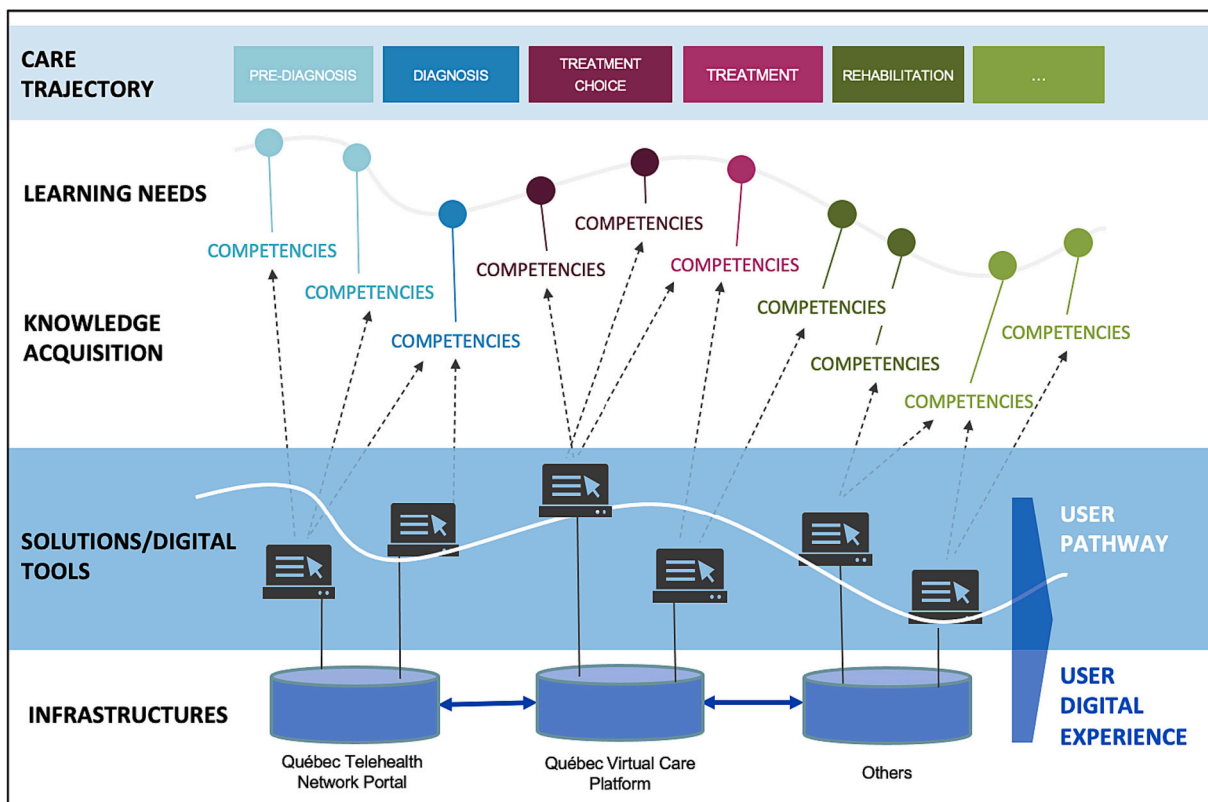 CARE
TRAJECTORY
PRE-DIAGNOSIS
DIAGNOSIS
TREATMENT
CHOICE
TREATMENT
REHABILITATION
...
LEARNING NEEDS
COMPETENCIES
COMPETENCIES
COMPETENCIES
COMPETENCIES
COMPETENCIES
COMPETENCIES
COMPETENCIES
COMPETENCIES
COMPETENCIES
COMPETENCIES
KNOWLEDGE
ACQUISITION
SOLUTIONS/DIGITAL
TOOLS
USER
PATHWAY
INFRASTRUCTURES
USER
DIGITAL
EXPERIENCE
Québec Telehealth
Network Portal
Québec Virtual Care
Platform
Others